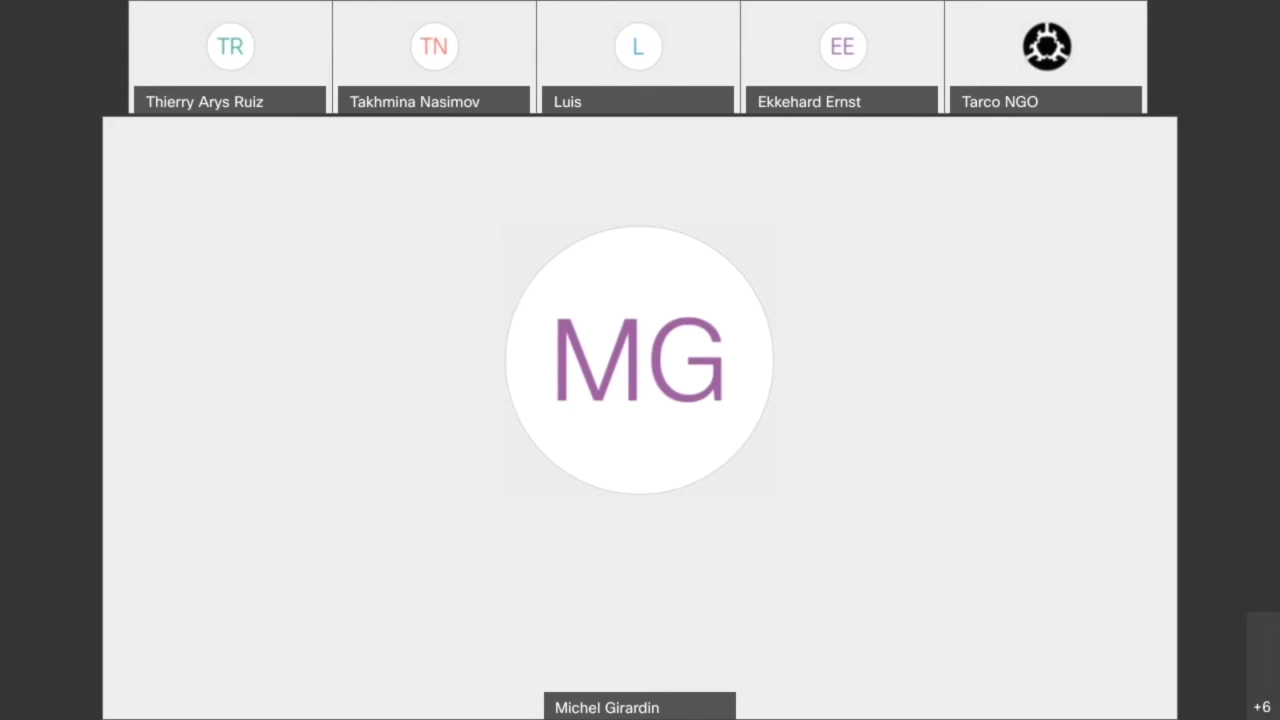 TR
TN
L
EE
Thierry Arys Ruiz
Takhmina Nasimov
Luis
Ekkehard Ernst
Tarco NGO
MG
Michel Girardin
+6